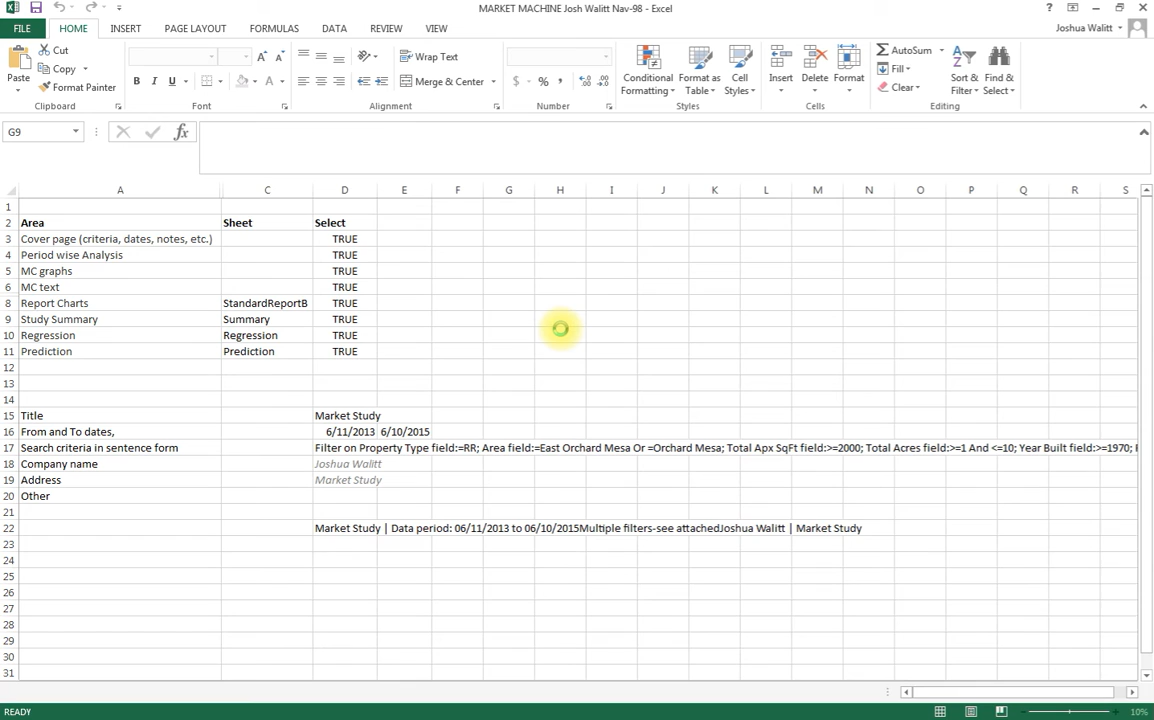 MARKET MACHINE Josh Walitt Nav-98 - Excel
FILE HOME INSERT PAGE LAYOUT FORMULAS DATA REVIEW VIEW Joshua Walitt
Cut
Copy
Format Painter
Paste
Clipboard
B I U A A A
Font
Wrap Text
Merge & Center
Alignment
$ % ,
Number
Conditional Formatting
Format as Table
Cell Styles
Styles
Insert
Delete
Format
Cells
AutoSum
Fill
Clear
Sort & Filter
Find & Select
Editing
G9 fx
A C D E F G H I J K L M N O P Q R S
1
2 Area Sheet Select
3 Cover page (criteria, dates, notes, etc.) TRUE
4 Period wise Analysis TRUE
5 MC graphs TRUE
6 MC text TRUE
8 Report Charts StandardReportB TRUE
9 Study Summary Summary TRUE
10 Regression Regression TRUE
11 Prediction Prediction TRUE
12
13
14
15 Title Market Study
16 From and To dates, 6/11/2013 6/10/2015
17 Search criteria in sentence form Filter on Property Type field:=RR; Area field:=East Orchard Mesa Or =Orchard Mesa; Total Apx SqFt field:>=2000; Total Acres field:>=1 And <=10; Year Built field:>=1970;
18 Company name Joshua Walitt
19 Address Market Study
20 Other
21
22 Market Study | Data period: 06/11/2013 to 06/10/2015Multiple filters-see attachedJoshua Walitt | Market Study
23
24
25
26
27
28
29
30
31
READY 10%